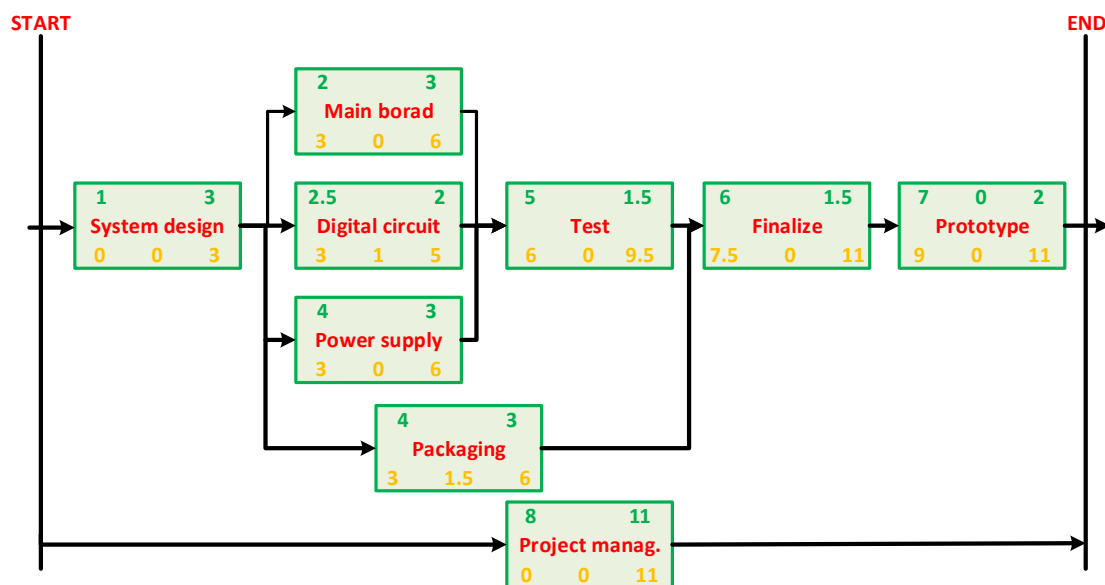 START
END
2 3
Main borad
3 0 6
1 3
System design
0 0 3
2.5 2
Digital circuit
3 1 5
5 1.5
Test
6 0 9.5
6 1.5
Finalize
7.5 0 11
7 0 2
Prototype
9 0 11
4 3
Power supply
3 0 6
4 3
Packaging
3 1.5 6
8 11
Project manag.
0 0 11